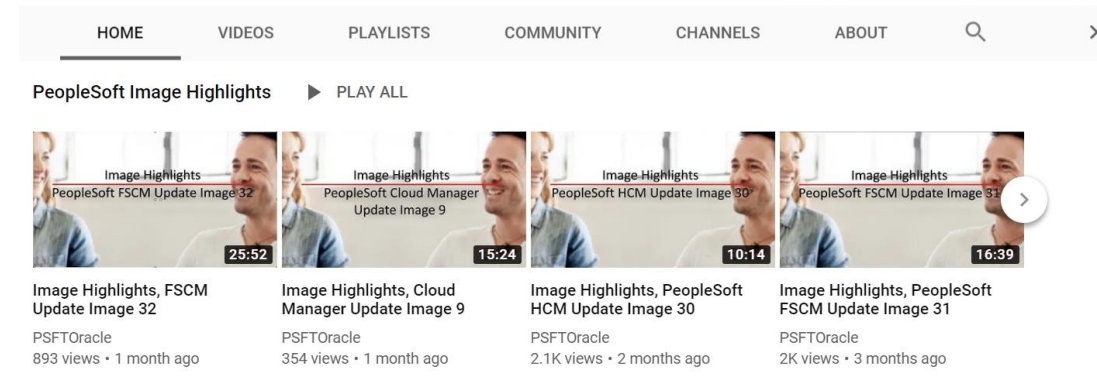 HOME VIDEOS PLAYLISTS COMMUNITY CHANNELS ABOUT
PeopleSoft Image Highlights PLAY ALL
Image Highlights
PeopleSoft FSCM Update Image 32
25:52
Image Highlights
PeopleSoft Cloud Manager
Update Image 9
15:24
Image Highlights
PeopleSoft HCM Update Image 30
10:14
Image Highlights
PeopleSoft FSCM Update Image 31
16:39
Image Highlights, FSCM
Update Image 32
PSFTOracle
893 views • 1 month ago
Image Highlights, Cloud
Manager Update Image 9
PSFTOracle
354 views • 1 month ago
Image Highlights, PeopleSoft
HCM Update Image 30
PSFTOracle
2.1K views • 2 months ago
Image Highlights, PeopleSoft
FSCM Update Image 31
PSFTOracle
2K views • 3 months ago